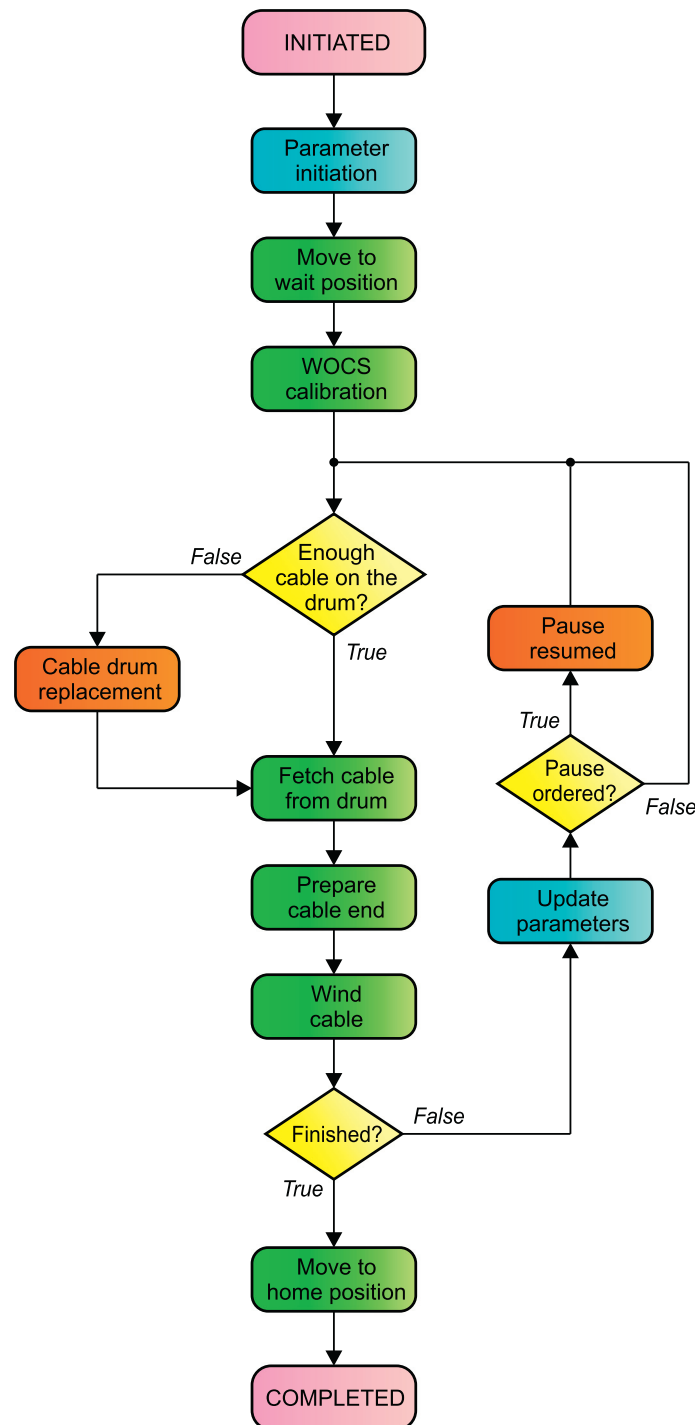 INITIATED
Parameter
initiation
Move to
wait position
WOCS
calibration
Enough
cable on the
drum?
False
True
Cable drum
replacement
Fetch cable
from drum
Prepare
cable end
Wind
cable
Finished?
False
True
Update
parameters
Pause
ordered?
True
False
Pause
resumed
Move to
home position
COMPLETED